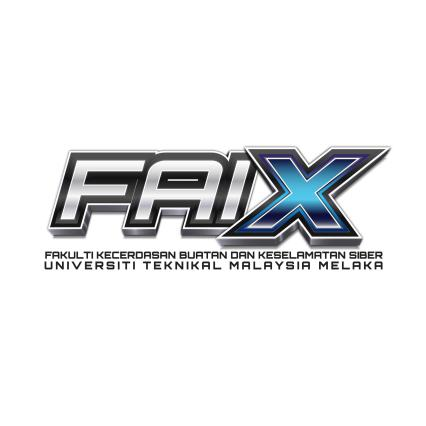 FAIX
FAKULTI KECERDASAN BUATAN DAN KESELAMATAN SIBER
UNIVERSITI TEKNIKAL MALAYSIA MELAKA